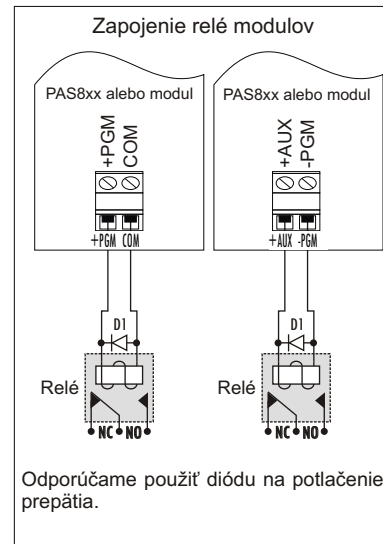 Zapojenie relé modulov
PAS8xx alebo modul
+PGM
COM
+PGM COM
D1
Relé
NC NO
PAS8xx alebo modul
+AUX
-PGM
+AUX -PGM
D1
Relé
NC NO
Odporúčame použiť diódu na potlačenie
prepätia.